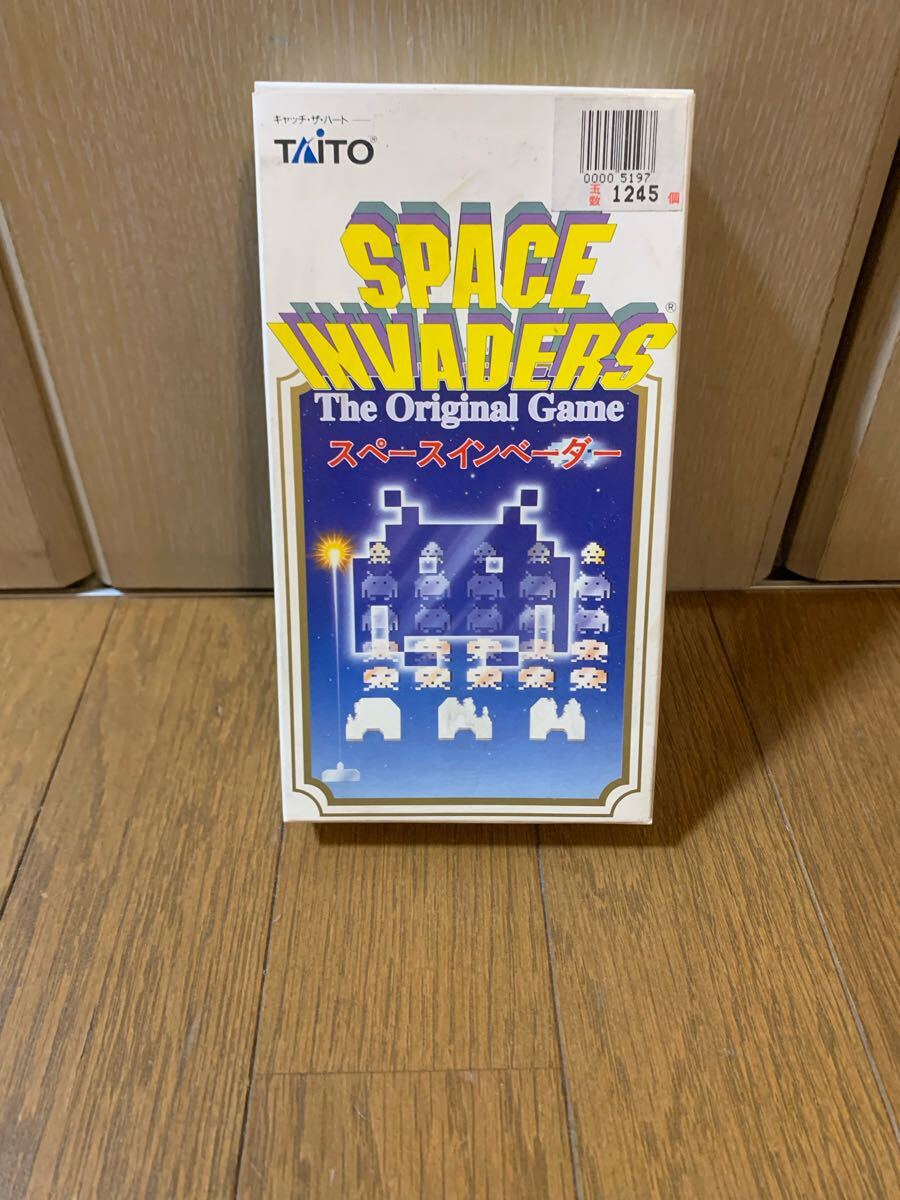 キャッチ・ザ・ハート
TAITO®
0000 5197
玉数 1245 個
SPACE
INVADERS®
The Original Game
スペースインベーダー